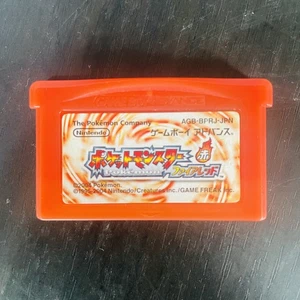 The Pokémon Company AGB-BPRJ-JPN
Nintendo ゲームボーイ アドバンス
ポケットモンスター 赤
Pokémon ファイアレッド
©2004 Pokémon.
©1995-2004 Nintendo/Creatures inc./GAME FREAK inc.